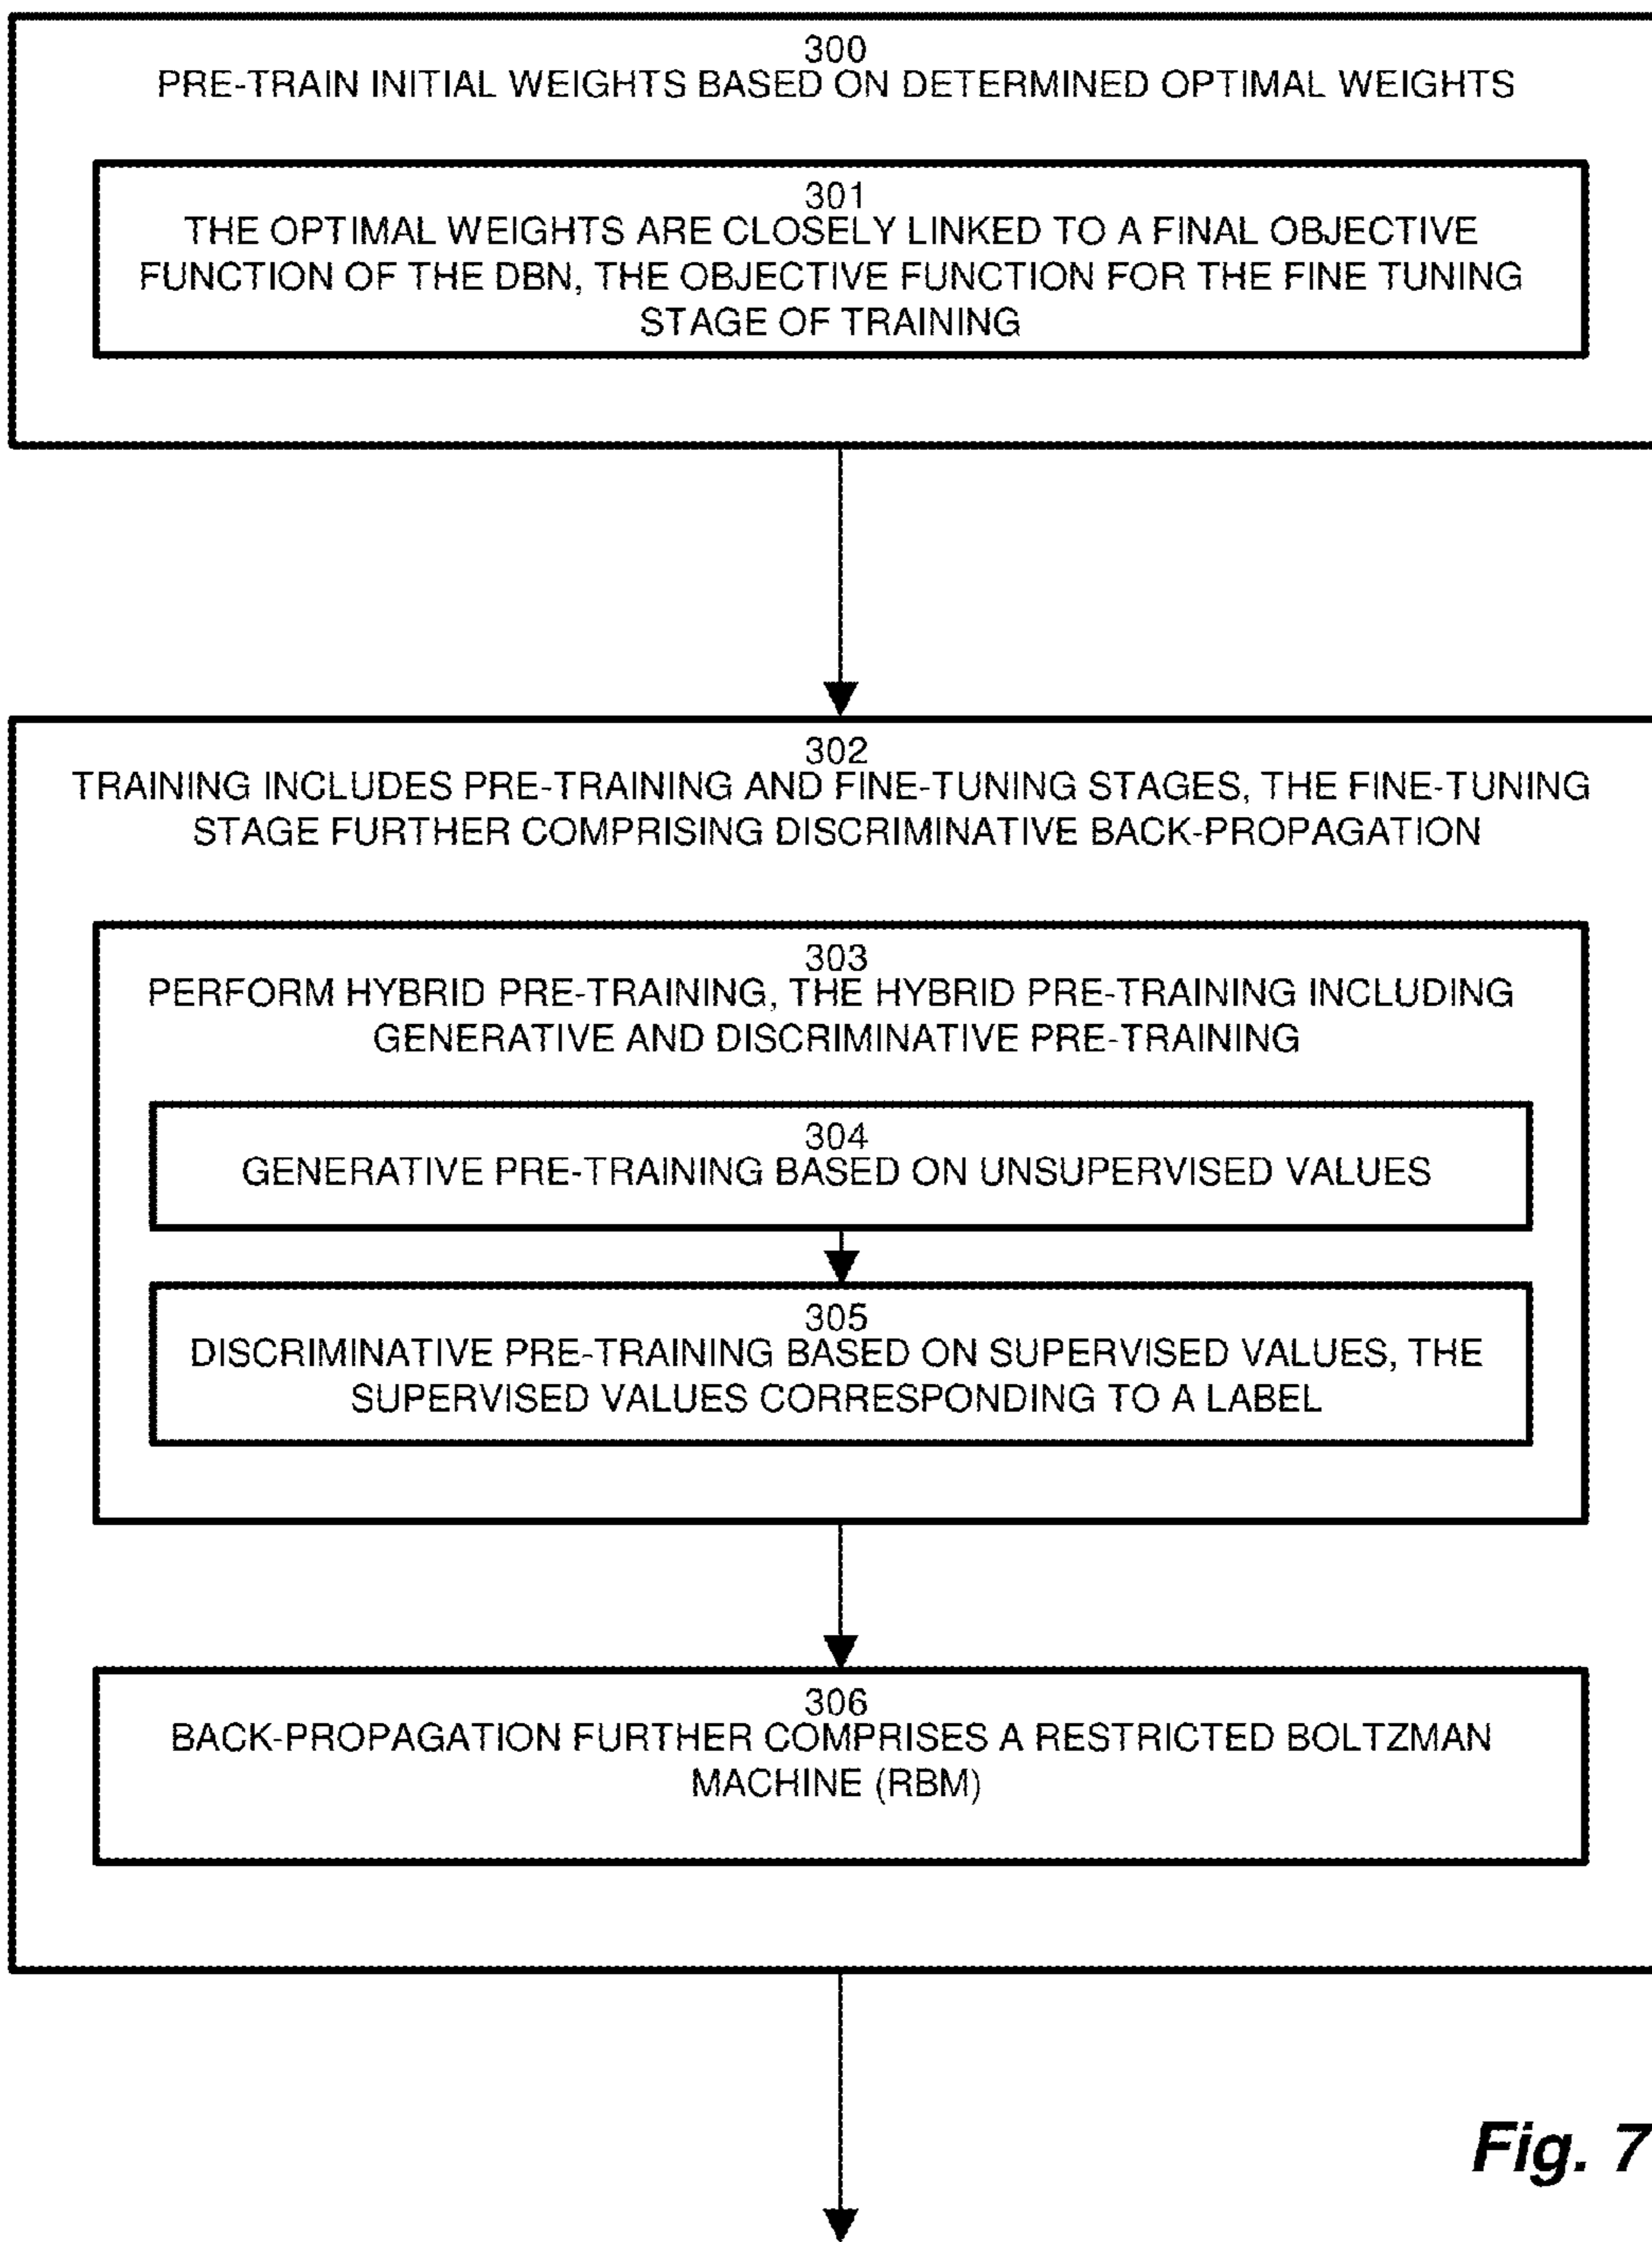 300
PRE-TRAIN INITIAL WEIGHTS BASED ON DETERMINED OPTIMAL WEIGHTS
301
THE OPTIMAL WEIGHTS ARE CLOSELY LINKED TO A FINAL OBJECTIVE
FUNCTION OF THE DBN, THE OBJECTIVE FUNCTION FOR THE FINE TUNING
STAGE OF TRAINING
302
TRAINING INCLUDES PRE-TRAINING AND FINE-TUNING STAGES, THE FINE-TUNING
STAGE FURTHER COMPRISING DISCRIMINATIVE BACK-PROPAGATION
303
PERFORM HYBRID PRE-TRAINING, THE HYBRID PRE-TRAINING INCLUDING
GENERATIVE AND DISCRIMINATIVE PRE-TRAINING
304
GENERATIVE PRE-TRAINING BASED ON UNSUPERVISED VALUES
305
DISCRIMINATIVE PRE-TRAINING BASED ON SUPERVISED VALUES, THE
SUPERVISED VALUES CORRESPONDING TO A LABEL
306
BACK-PROPAGATION FURTHER COMPRISES A RESTRICTED BOLTZMAN
MACHINE (RBM)
Fig. 7